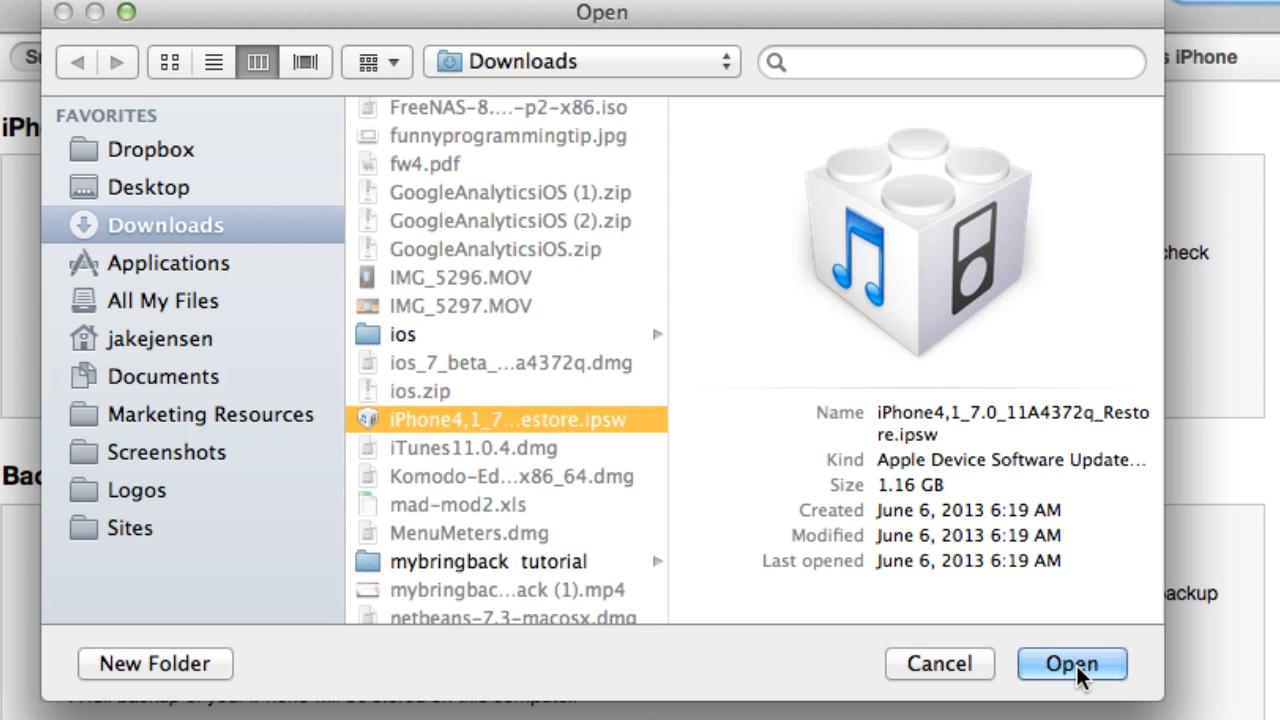 Open
Downloads
s iPhone
iPh
FAVORITES
Dropbox
Desktop
Downloads
Applications
All My Files
jakejensen
Documents
Marketing Resources
Screenshots
Logos
Sites
FreeNAS-8....-p2-x86.iso
funnyprogrammingtip.jpg
fw4.pdf
GoogleAnalyticsiOS (1).zip
GoogleAnalyticsiOS (2).zip
GoogleAnalyticsiOS.zip
IMG_5296.MOV
IMG_5297.MOV
ios
ios_7_beta_...a4372q.dmg
ios.zip
iPhone4,1_7...estore.ipsw
iTunes11.0.4.dmg
Komodo-Ed...x86_64.dmg
mad-mod2.xls
MenuMeters.dmg
mybringback tutorial
mybringbac...ack (1).mp4
netbeans-7.3-macosx.dmg
Name iPhone4,1_7.0_11A4372q_Resto
re.ipsw
Kind Apple Device Software Update...
Size 1.16 GB
Created June 6, 2013 6:19 AM
Modified June 6, 2013 6:19 AM
Last opened June 6, 2013 6:19 AM
check
Bac
backup
New Folder
Cancel
Open